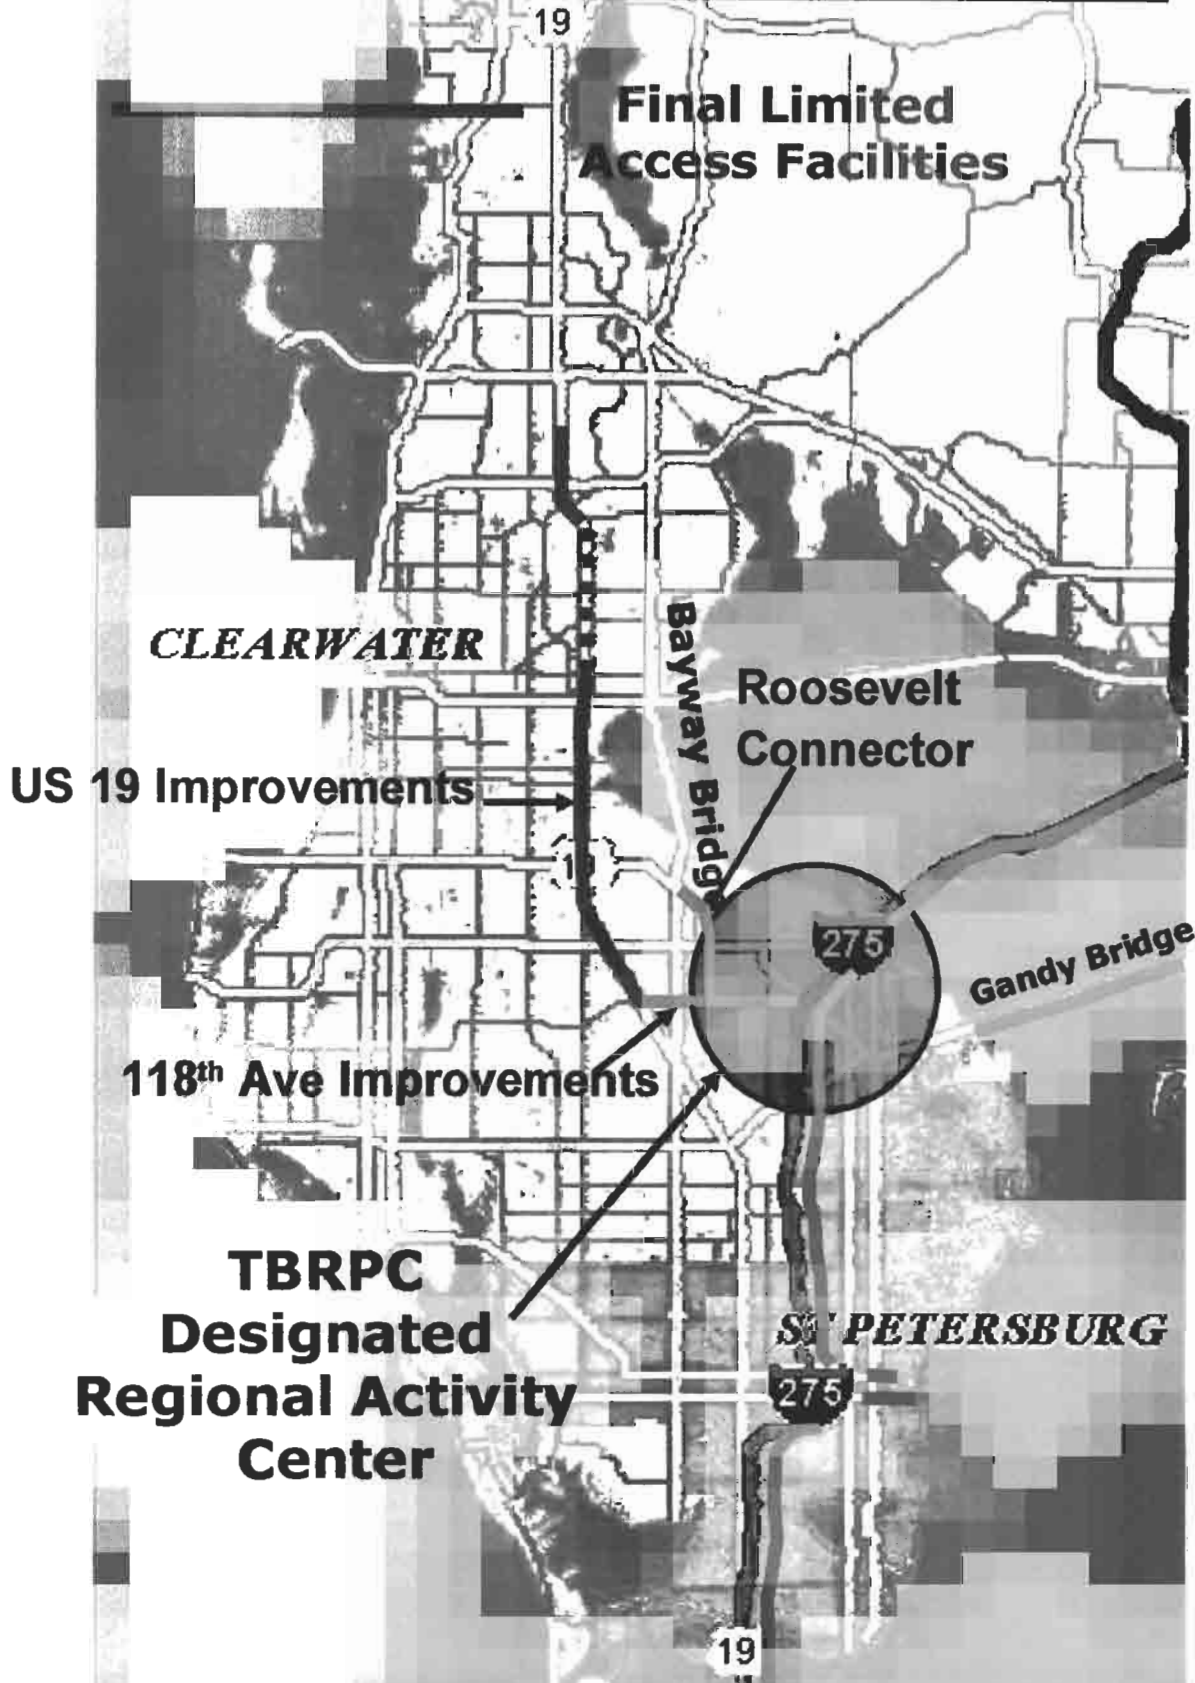 19
Final Limited
Access Facilities
CLEARWATER
Bayway Bridge
Roosevelt
Connector
US 19 Improvements
275
Gandy Bridge
118th Ave Improvements
TBRPC
Designated
Regional Activity
Center
ST PETERSBURG
275
19